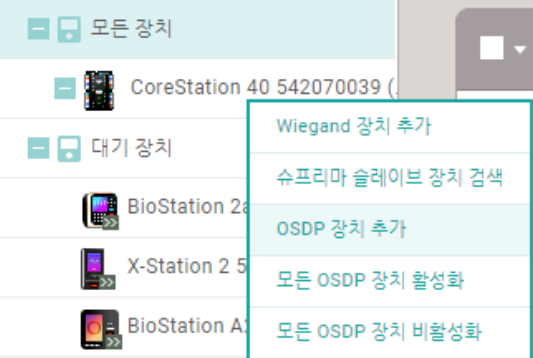 모든 장치
CoreStation 40 542070039 (
Wiegand 장치 추가
대기 장치
슈프리마 슬레이브 장치 검색
BioStation 2a
OSDP 장치 추가
X-Station 2 5
모든 OSDP 장치 활성화
BioStation A2
모든 OSDP 장치 비활성화